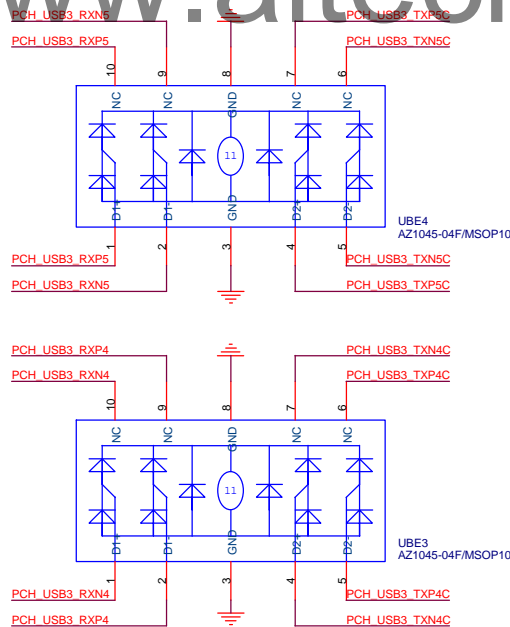 PCH_USB3_RXN5 PCH_USB3_TXP5C
PCH_USB3_RXP5 PCH_USB3_TXN5C
10 9 8 7 6
NC NC GND NC NC
11
D1+ D1- GND D2+ D2-
UBE4
AZ1045-04F/MSOP10
1 2 3 4 5
PCH_USB3_RXP5 PCH_USB3_TXN5C
PCH_USB3_RXN5 PCH_USB3_TXP5C
PCH_USB3_RXP4 PCH_USB3_TXN4C
PCH_USB3_RXN4 PCH_USB3_TXP4C
10 9 8 7 6
NC NC GND NC NC
11
D1+ D1- GND D2+ D2-
UBE3
AZ1045-04F/MSOP10
1 2 3 4 5
PCH_USB3_RXN4 PCH_USB3_TXP4C
PCH_USB3_RXP4 PCH_USB3_TXN4C